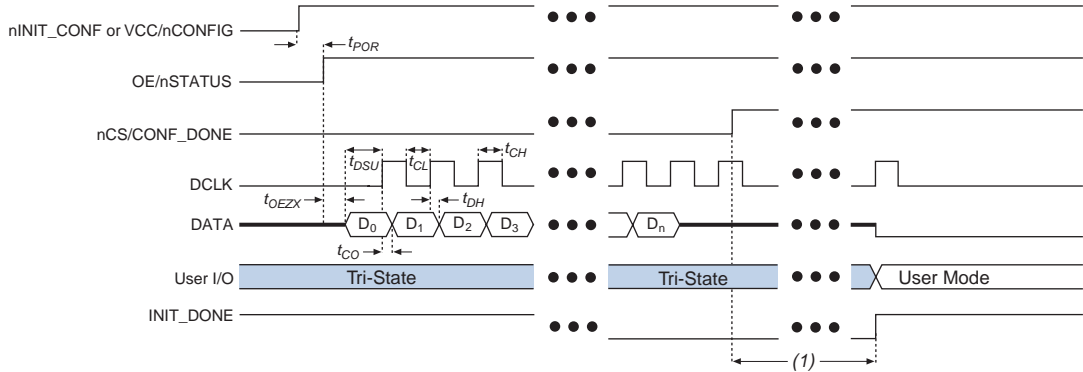 nINIT_CONF or VCC/nCONFIG
tPOR
OE/nSTATUS
nCS/CONF_DONE
tDSU
tCL
tCH
DCLK
tOEZX
tDH
DATA
D0
D1
D2
D3
Dn
tCO
User I/O
Tri-State
Tri-State
User Mode
INIT_DONE
(1)